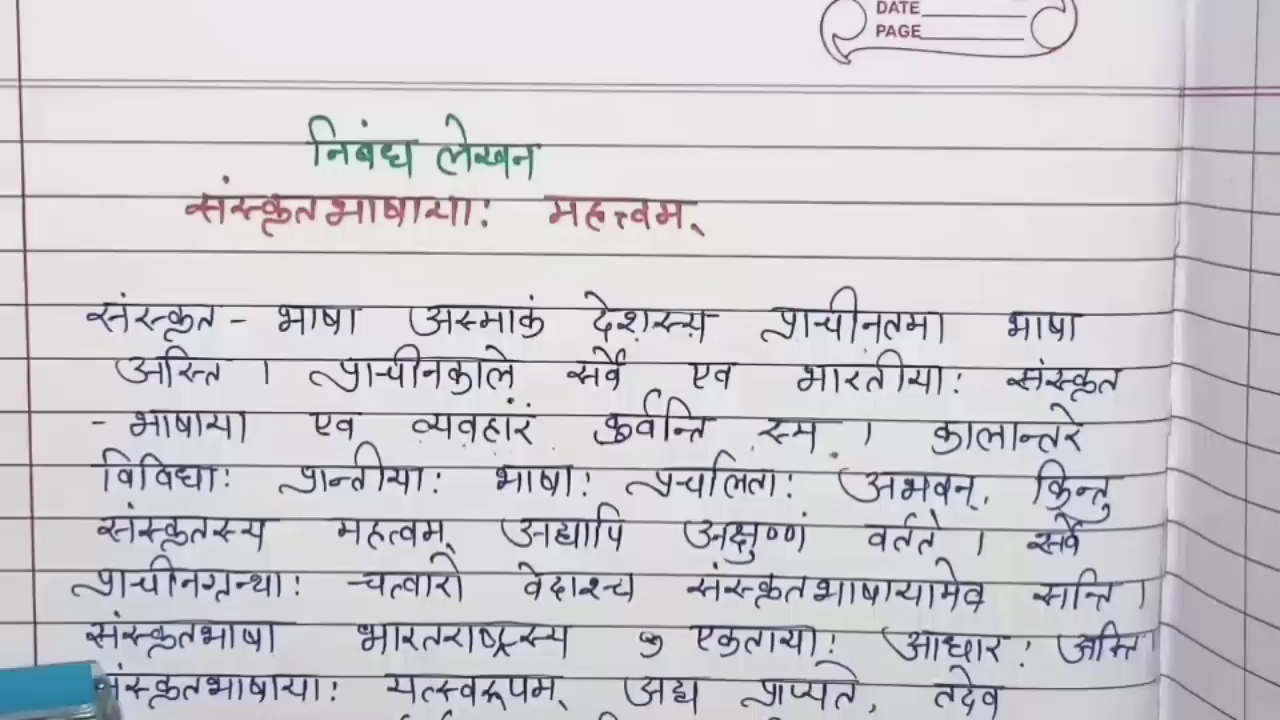 DATE
PAGE
निबंध लेखन
संस्कृतभाषायाः महत्त्वम्
संस्कृत - भाषा अस्माकं देशस्य प्राचीनतमा भाषा
अस्ति । प्राचीनकाले सर्वे एव भारतीयाः संस्कृत
- भाषाया एव व्यवहारं कुर्वन्ति स्म । कालान्तरे
विविधाः प्रान्तीयाः भाषाः प्रचलिताः अभवन्, किन्तु
संस्कृतस्य महत्वम् अद्यापि अक्षुण्णं वर्तते । सर्वे
प्राचीनग्रन्थाः चत्वारो वेदाश्च संस्कृतभाषायामेव सन्ति ।
संस्कृतभाषा भारतराष्ट्रस्य एकतायाः आधारः अस्ति
संस्कृतभाषायाः यत्स्वरूपम् अद्य प्राप्यते, तदेव